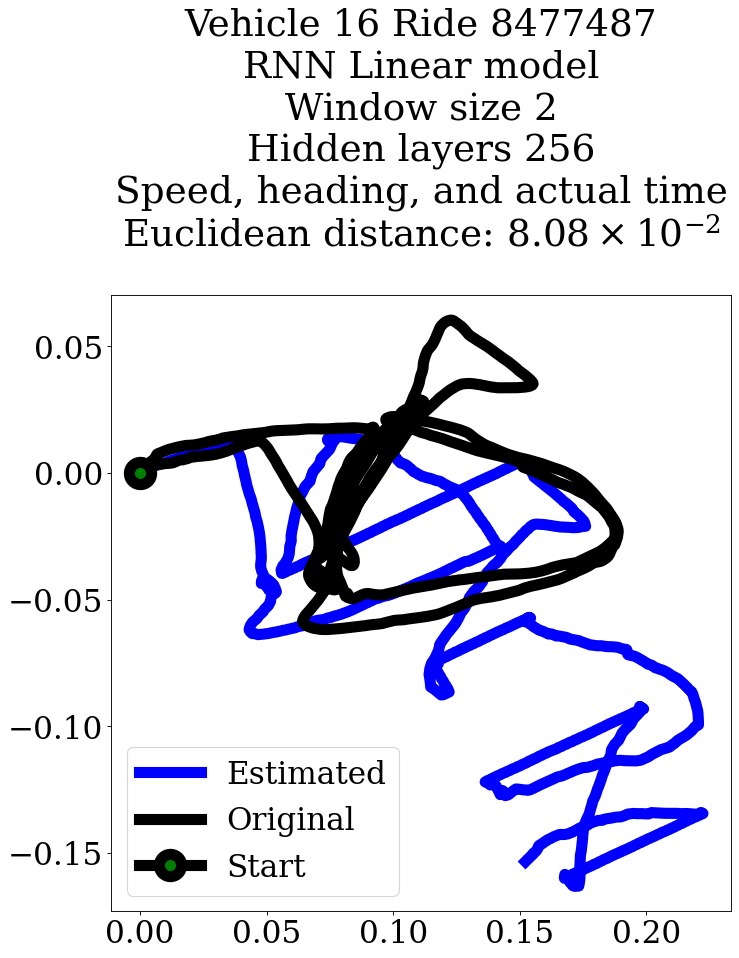 Vehicle 16 Ride 8477487
RNN Linear model
Window size 2
Hidden layers 256
Speed, heading, and actual time
Euclidean distance: 8.08 × 10⁻²
0.05
0.00
−0.05
−0.10
−0.15
Estimated
Original
Start
0.00 0.05 0.10 0.15 0.20